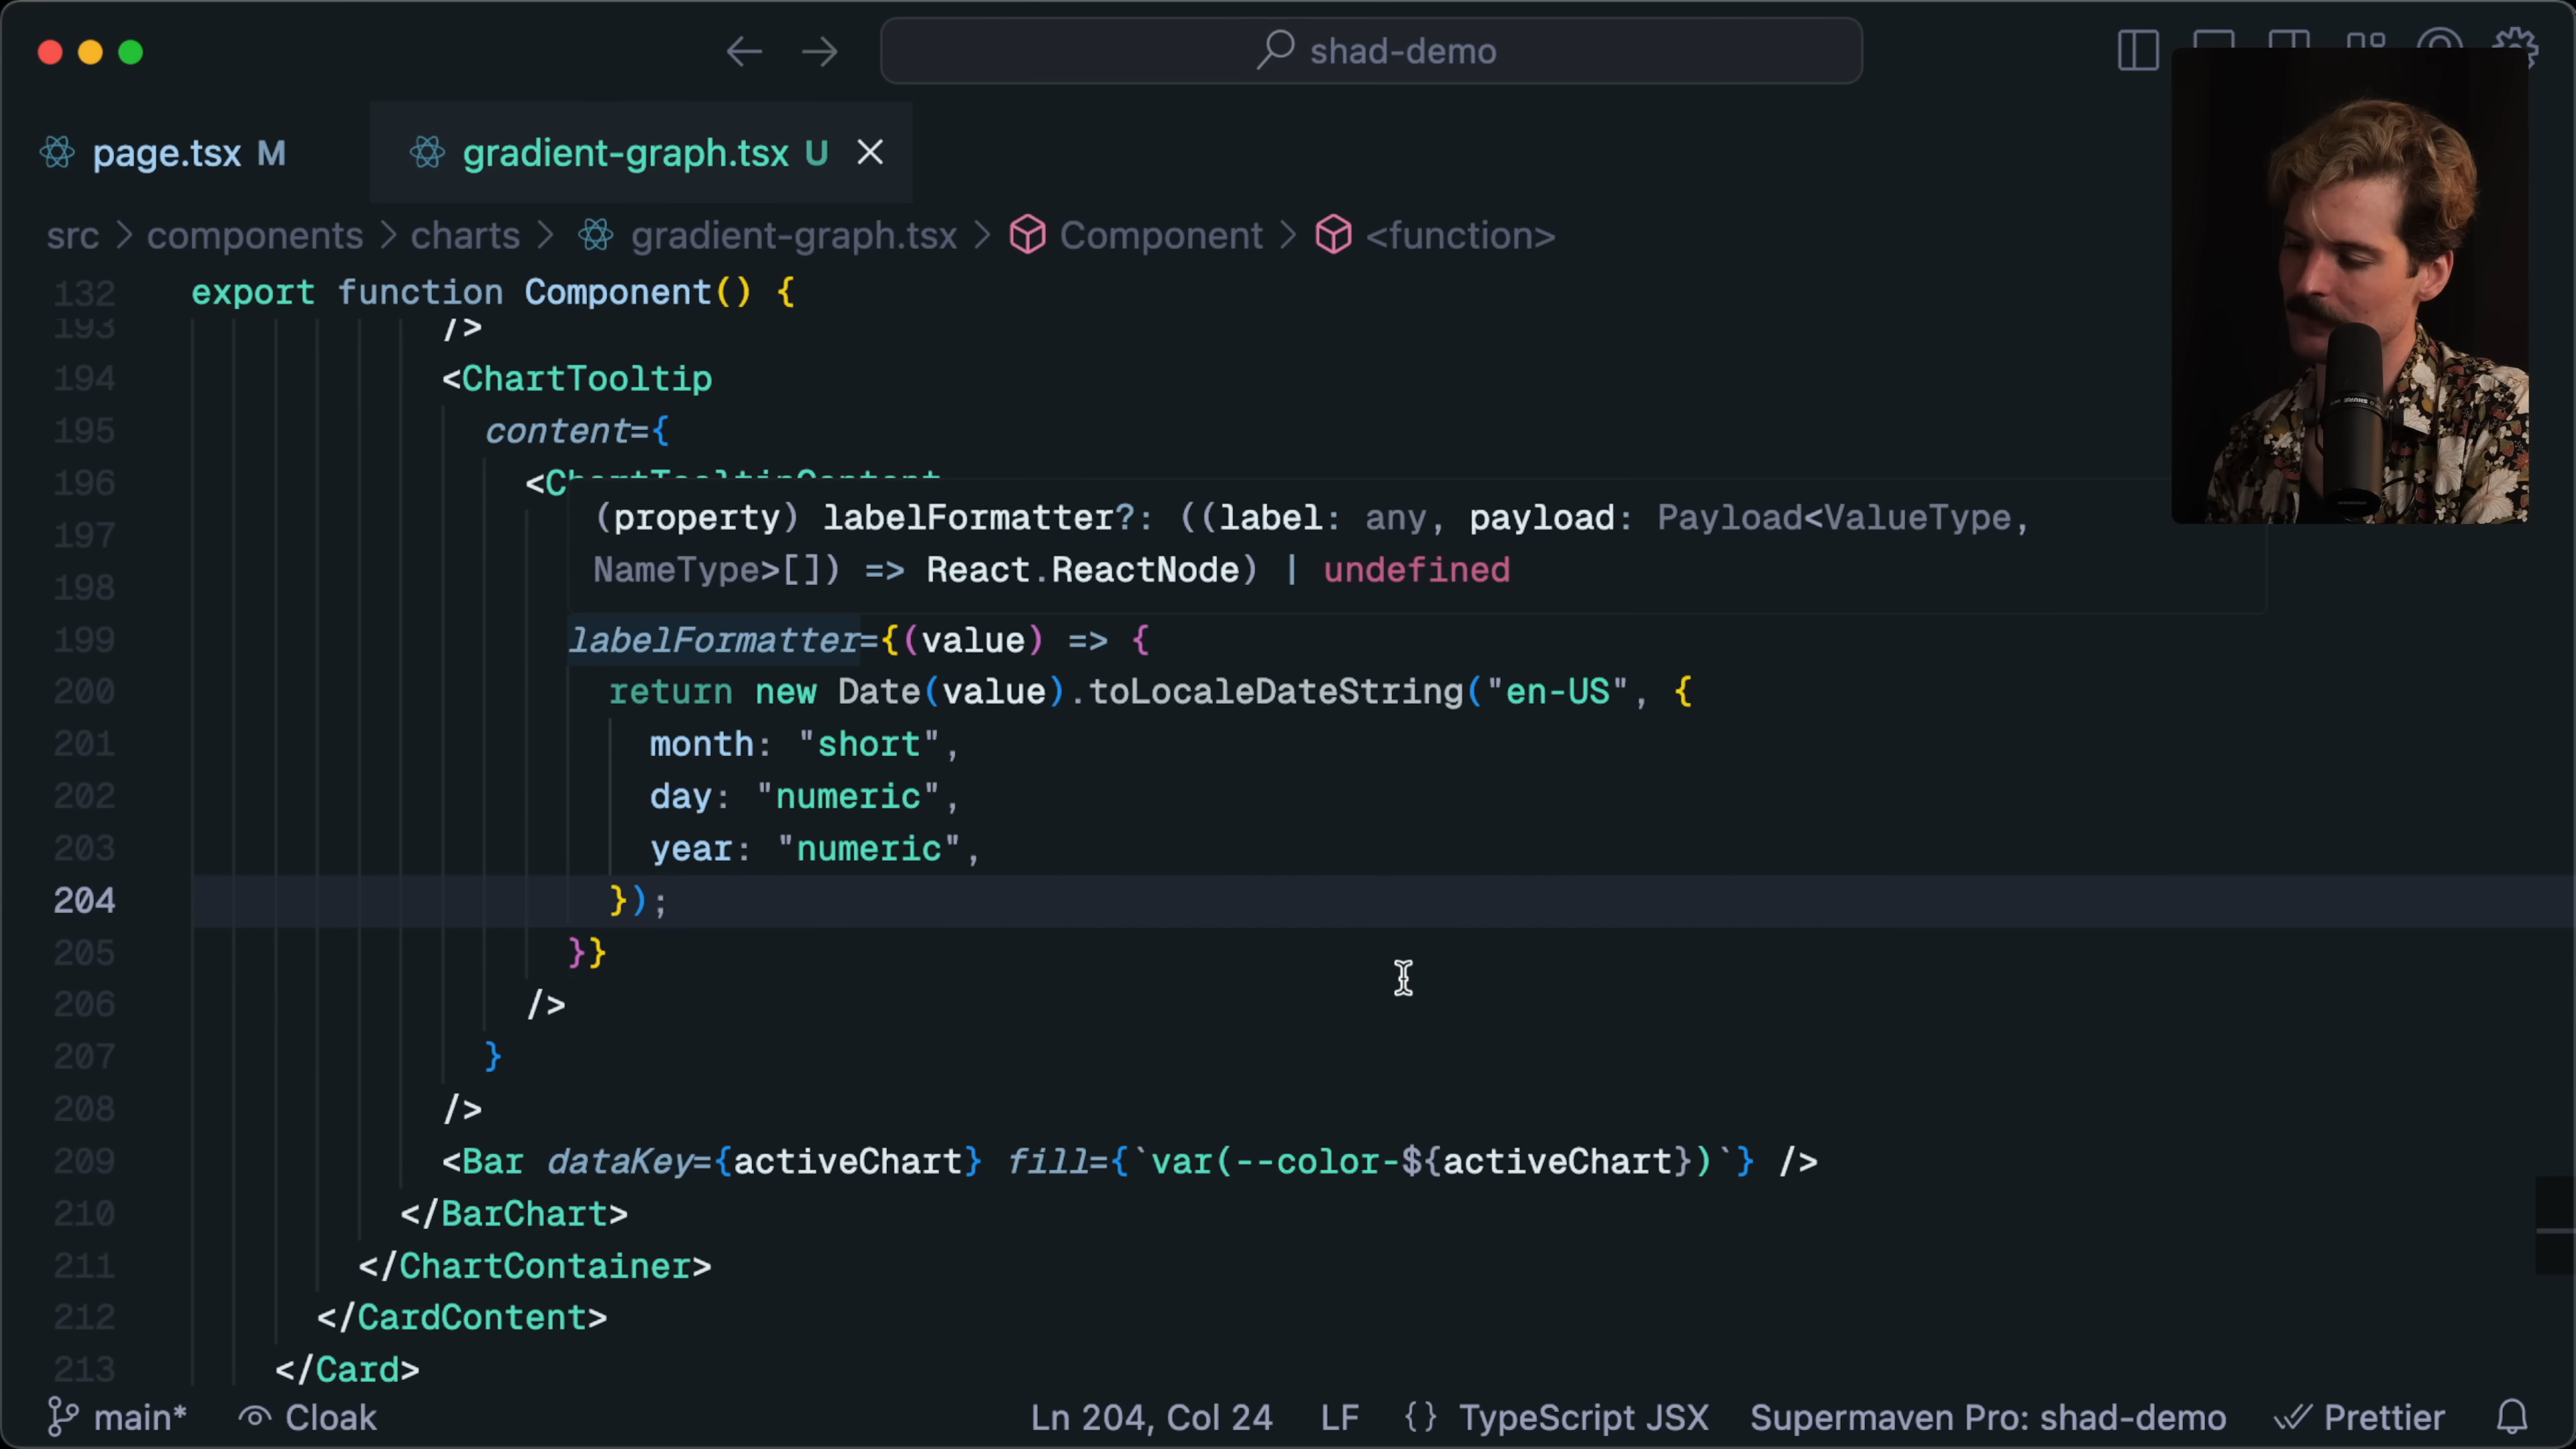 shad-demo
page.tsx M
gradient-graph.tsx U
src > components > charts > gradient-graph.tsx > Component > <function>
132 export function Component() {
193 />
194 <ChartTooltip
195 content={
196 <ChartTooltipContent
197
198
(property) labelFormatter?: ((label: any, payload: Payload<ValueType,
NameType>[]) => React.ReactNode) | undefined
199 labelFormatter={(value) => {
200 return new Date(value).toLocaleDateString("en-US", {
201 month: "short",
202 day: "numeric",
203 year: "numeric",
204 });
205 }}
206 />
207 }
208 />
209 <Bar dataKey={activeChart} fill={`var(--color-${activeChart})`} />
210 </BarChart>
211 </ChartContainer>
212 </CardContent>
213 </Card>
main* Cloak Ln 204, Col 24 LF {} TypeScript JSX Supermaven Pro: shad-demo Prettier